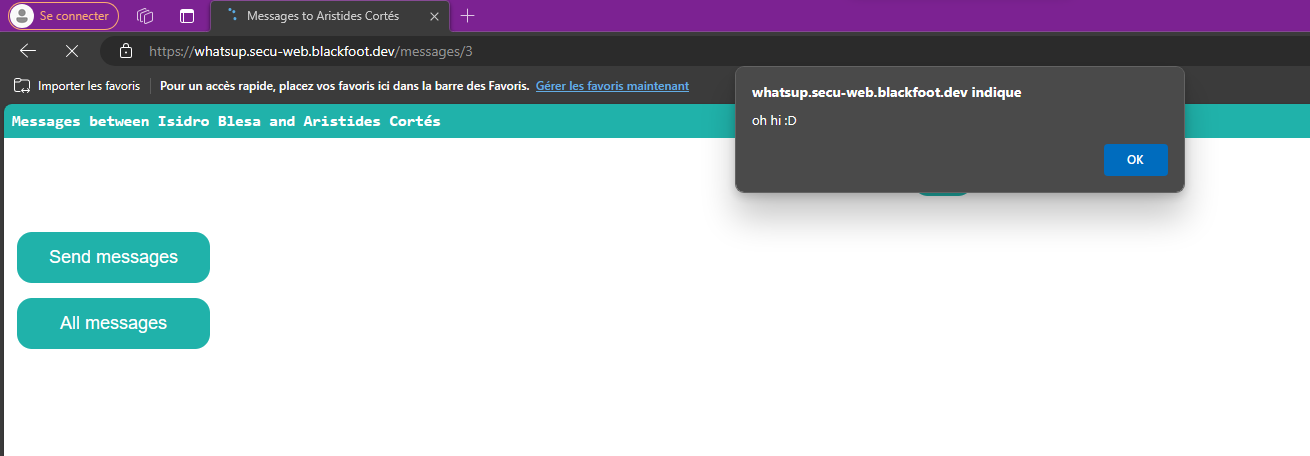 Se connecter
Messages to Aristides Cortés
https://whatsup.secu-web.blackfoot.dev/messages/3
Importer les favoris
Pour un accès rapide, placez vos favoris ici dans la barre des Favoris. Gérer les favoris maintenant
whatsup.secu-web.blackfoot.dev indique
oh hi :D
OK
Messages between Isidro Blesa and Aristides Cortés
Send messages
All messages